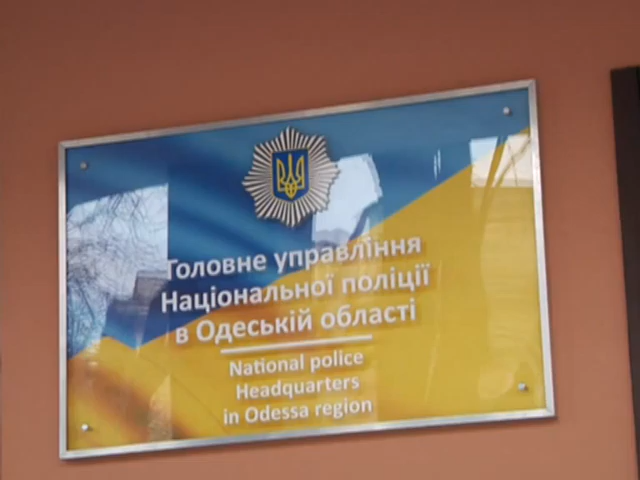 Головне управління
Національної поліції
в Одеській області
National police
Headquarters
in Odessa region